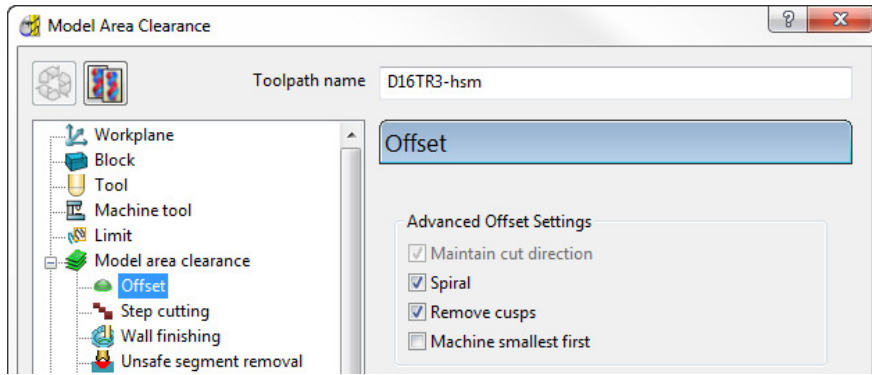 Model Area Clearance
Toolpath name D16TR3-hsm
Workplane
Block
Tool
Machine tool
Limit
Model area clearance
Offset
Step cutting
Wall finishing
Unsafe segment removal
Offset
Advanced Offset Settings
Maintain cut direction
Spiral
Remove cusps
Machine smallest first